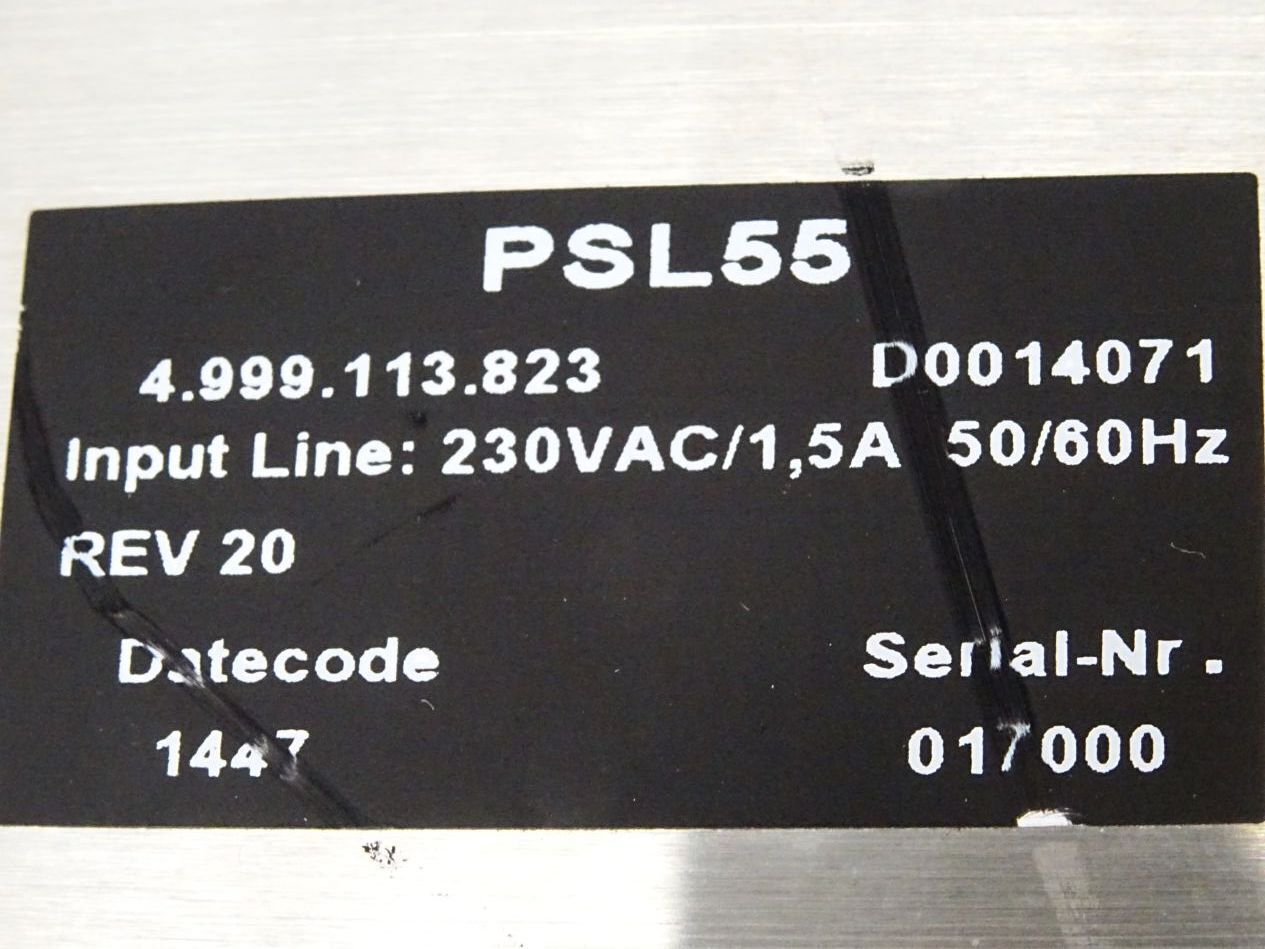 PSL55
4.999.113.823 D0014071
Input Line: 230VAC/1,5A 50/60Hz
REV 20
Datecode Serial-Nr.
1447 017000